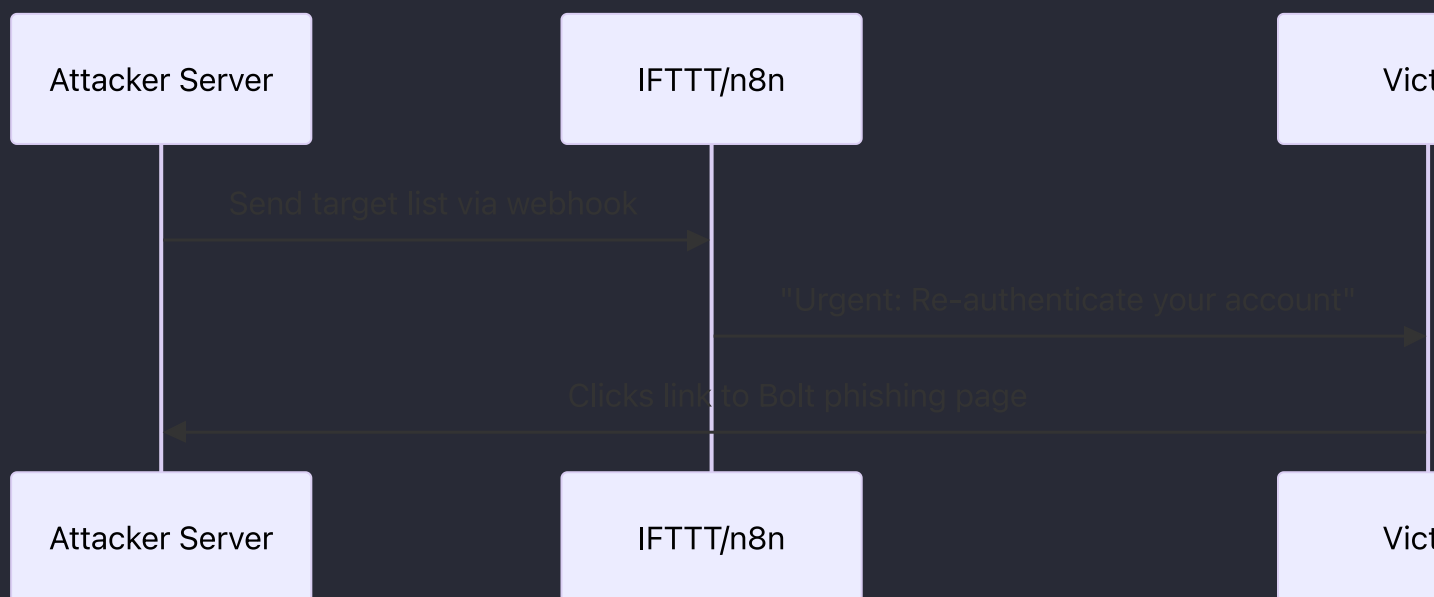 Attacker Server
IFTTT/n8n
Vict
Send target list via webhook
"Urgent: Re-authenticate your account"
Clicks link to Bolt phishing page
Attacker Server
IFTTT/n8n
Vict